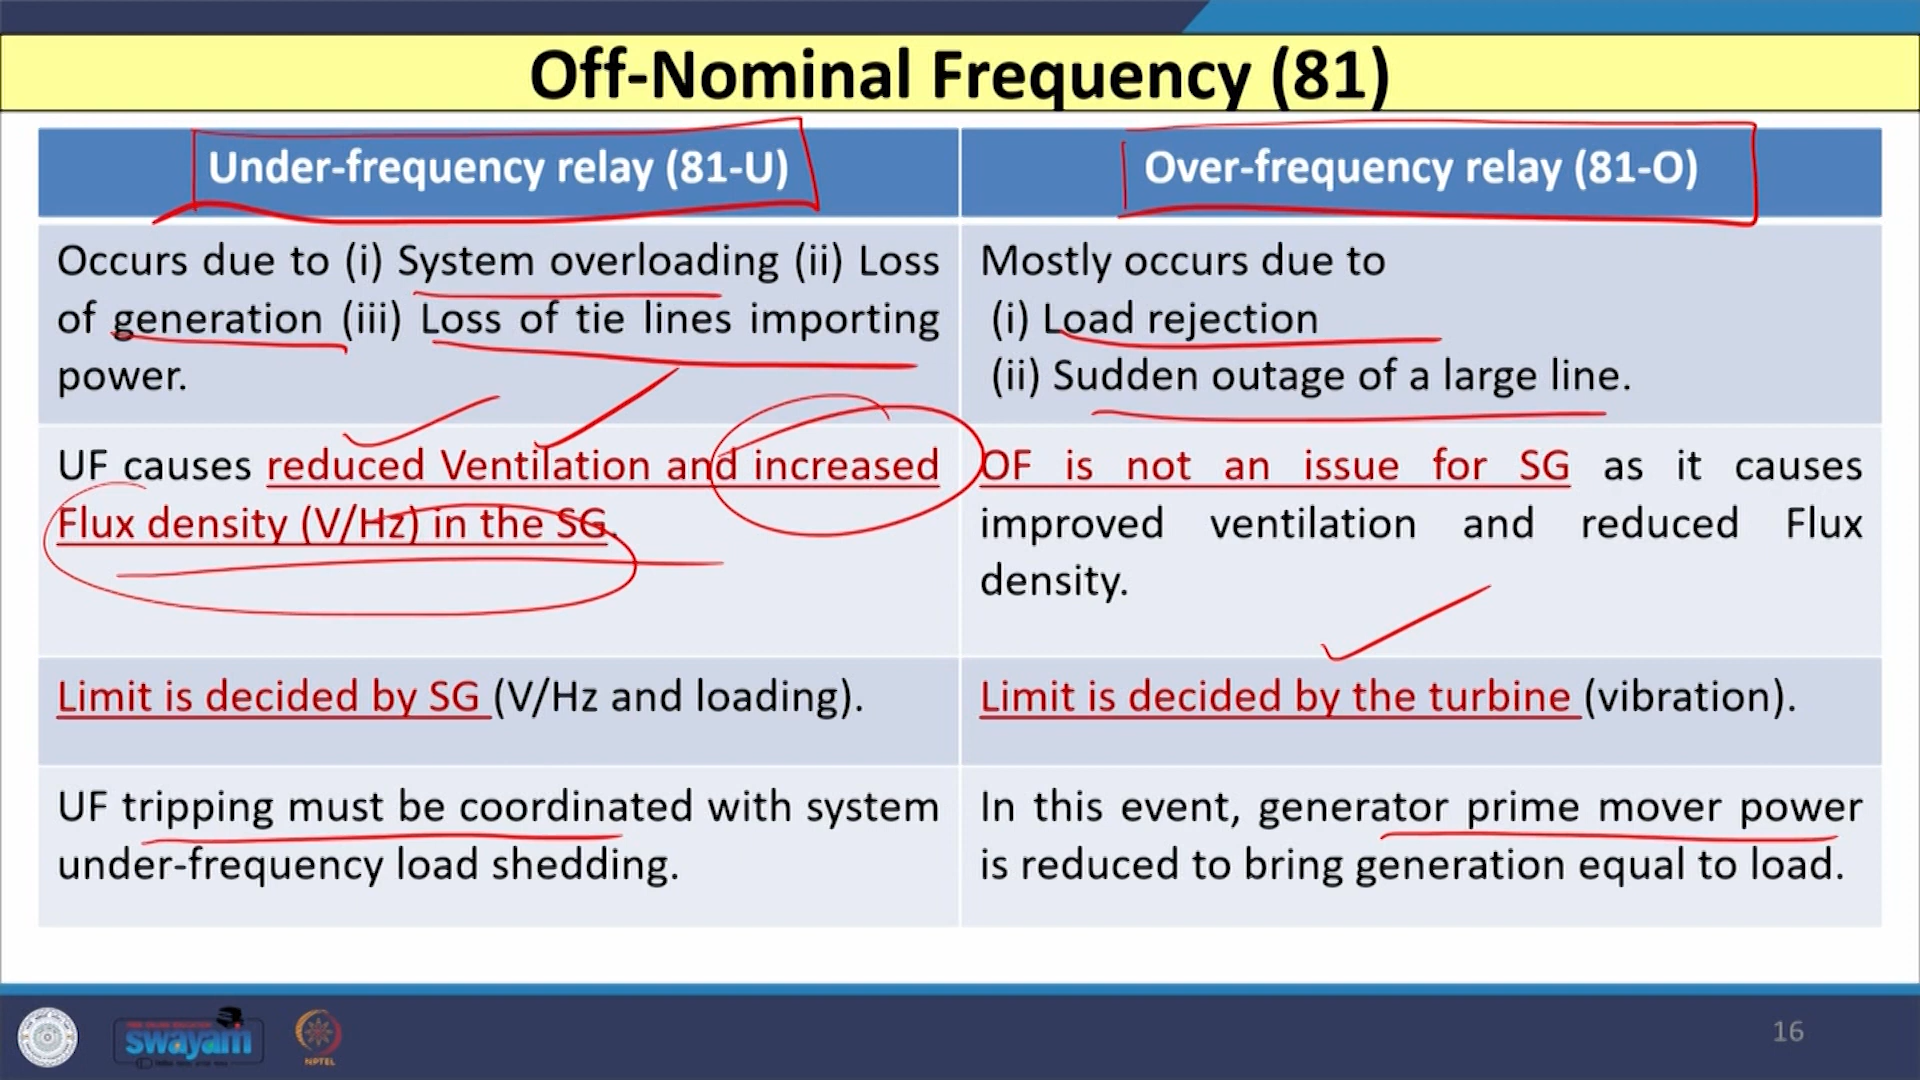 Off-Nominal Frequency (81)
Under-frequency relay (81-U)
Over-frequency relay (81-O)
Occurs due to (i) System overloading (ii) Loss
of generation (iii) Loss of tie lines importing
power.
Mostly occurs due to
(i) Load rejection
(ii) Sudden outage of a large line.
UF causes reduced Ventilation and increased
Flux density (V/Hz) in the SG.
OF is not an issue for SG as it causes
improved ventilation and reduced Flux
density.
Limit is decided by SG (V/Hz and loading).
Limit is decided by the turbine (vibration).
UF tripping must be coordinated with system
under-frequency load shedding.
In this event, generator prime mover power
is reduced to bring generation equal to load.
swayam
NPTEL
16